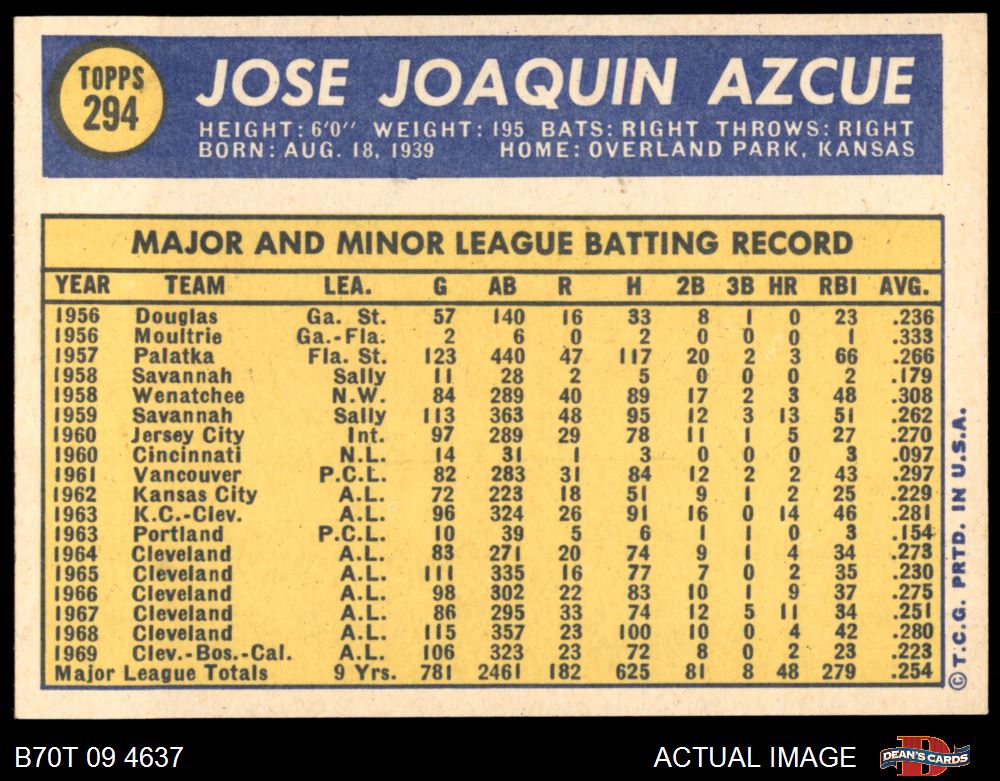 TOPPS
294
JOSE JOAQUIN AZCUE
HEIGHT: 6'0" WEIGHT: 195 BATS: RIGHT THROWS: RIGHT
BORN: AUG. 18, 1939 HOME: OVERLAND PARK, KANSAS
MAJOR AND MINOR LEAGUE BATTING RECORD
YEAR TEAM LEA. G AB R H 2B 3B HR RBI AVG.
1956 Douglas Ga. St. 57 140 16 33 8 1 0 23 .236
1956 Moultrie Ga.-Fla. 2 6 0 2 0 0 0 1 .333
1957 Palatka Fla. St. 123 440 47 117 20 2 3 66 .266
1958 Savannah Sally 11 28 2 5 0 0 0 2 .179
1958 Wenatchee N.W. 84 289 40 89 17 2 3 48 .308
1959 Savannah Sally 113 363 48 95 12 3 13 51 .262
1960 Jersey City Int. 97 289 29 78 11 1 5 27 .270
1960 Cincinnati N.L. 14 31 1 3 0 0 0 3 .097
1961 Vancouver P.C.L. 82 283 31 84 12 2 2 43 .297
1962 Kansas City A.L. 72 223 18 51 9 1 2 25 .229
1963 K.C.-Clev. A.L. 96 324 26 91 16 0 14 46 .281
1963 Portland P.C.L. 10 39 5 6 1 1 0 3 .154
1964 Cleveland A.L. 83 271 20 74 9 1 4 34 .273
1965 Cleveland A.L. 111 335 16 77 7 0 2 35 .230
1966 Cleveland A.L. 98 302 22 83 10 1 9 37 .275
1967 Cleveland A.L. 86 295 33 74 12 5 11 34 .251
1968 Cleveland A.L. 115 357 23 100 10 0 4 42 .280
1969 Clev.-Bos.-Cal. A.L. 106 323 23 72 8 0 2 23 .223
Major League Totals 9 Yrs. 781 2461 182 625 81 8 48 279 .254
© T.C.G. PRTD. IN U.S.A.
B70T 09 4637 ACTUAL IMAGE
DEAN'S CARDS